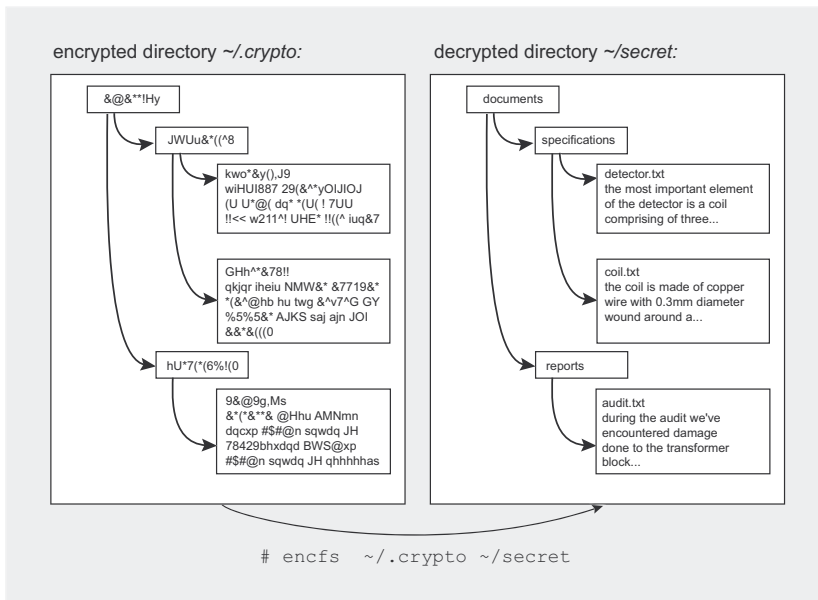 encrypted directory ~/.crypto:
&@&**!Hy
JWUu&*((^8
kwo*&y(),J9
wiHUI887 29(&^*yOIJIOJ
(U U*@( dq* *(U( ! 7UU
!!<< w211^! UHE* !!((^ iuq&7
GHh^*&78!!
qkjqr iheiu NMW&* &7719&*
*(&^@hb hu twg &^v7^G GY
%5%5&* AJKS saj ajn JOI
&&*&(((0
hU*7(*(6%!(0
9&@9g,Ms
&*(*&**& @Hhu AMNmn
dqcxp #$#@n sqwdq JH
78429bhxdqd BWS@xp
#$#@n sqwdq JH qhhhhhas
decrypted directory ~/secret:
documents
specifications
detector.txt
the most important element
of the detector is a coil
comprising of three...
coil.txt
the coil is made of copper
wire with 0.3mm diameter
wound around a...
reports
audit.txt
during the audit we've
encountered damage
done to the transformer
block...
# encfs ~/.crypto ~/secret